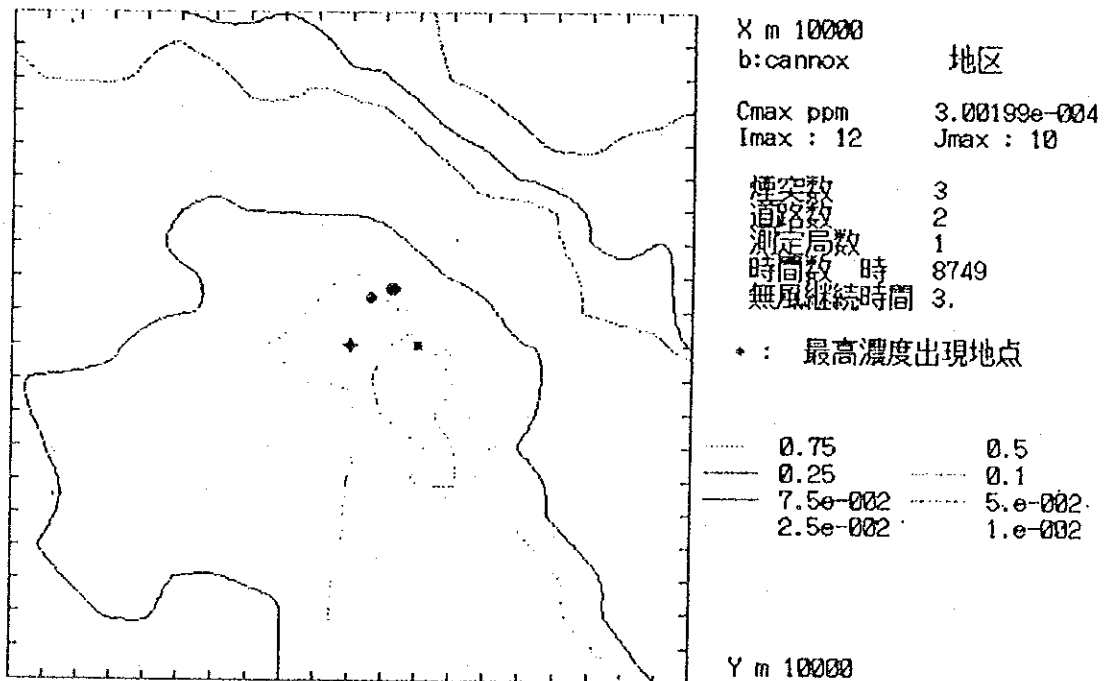 X m 10000
b:cannox 地区
Cmax ppm 3.00199e-004
Imax : 12 Jmax : 10
煙突数 3
道路数 2
測定局数 1
時間数 時 8749
無風継続時間 3.
: 最高濃度出現地点
0.75 0.5
0.25 0.1
7.5e-002 5.e-002
2.5e-002 1.e-002
Y m 10000